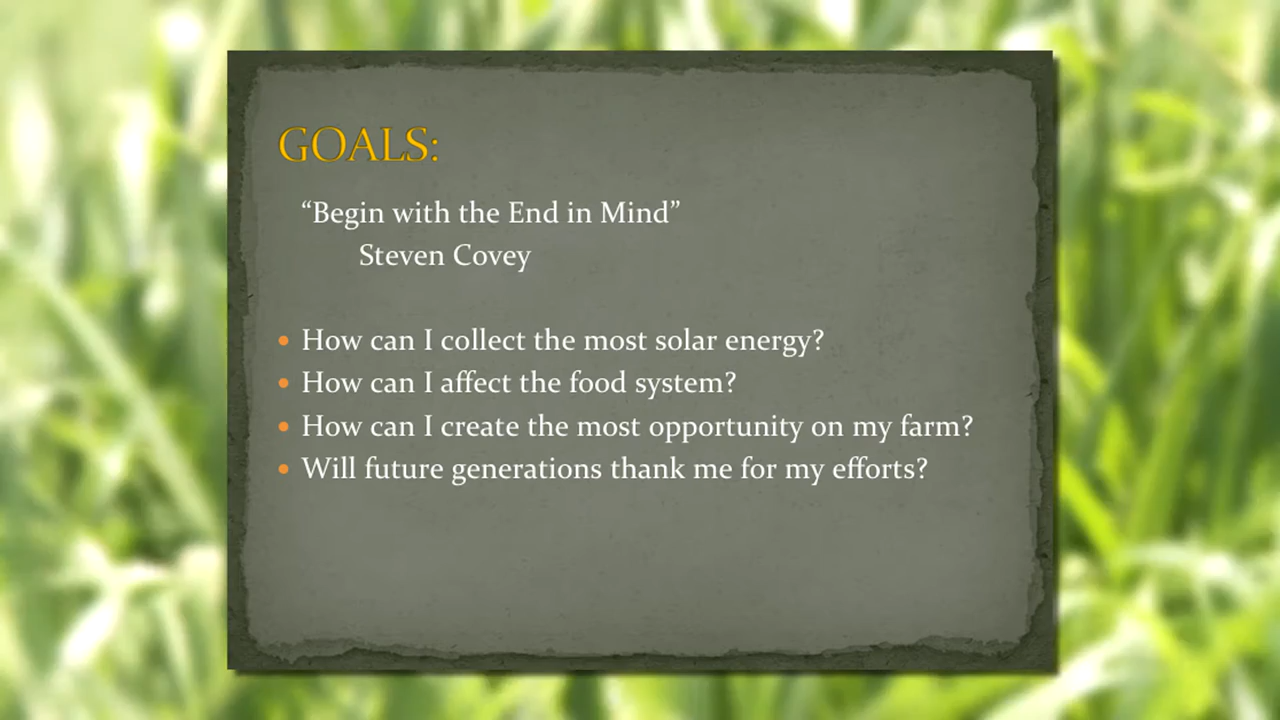 GOALS:
“Begin with the End in Mind”
Steven Covey
• How can I collect the most solar energy?
• How can I affect the food system?
• How can I create the most opportunity on my farm?
• Will future generations thank me for my efforts?